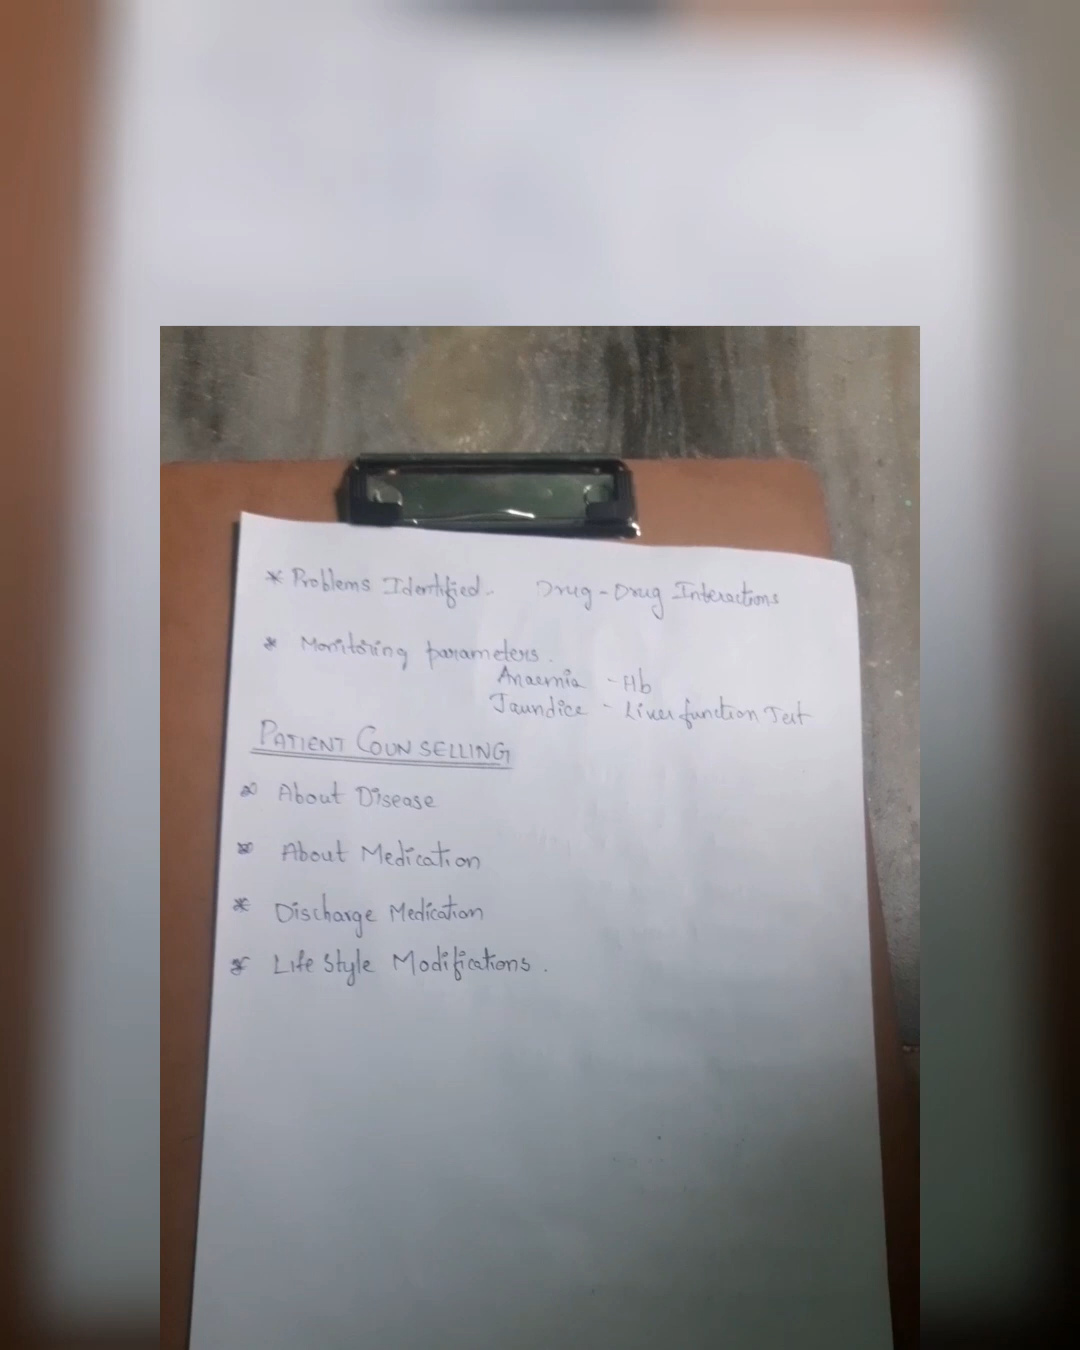 * Problems Identified - Drug - Drug Interactions
* Monitoring parameters.
Anaemia - Hb
Jaundice - Liver function Test
PATIENT COUNSELLING
* About Disease
* About Medication
* Discharge Medication
* Life Style Modifications.